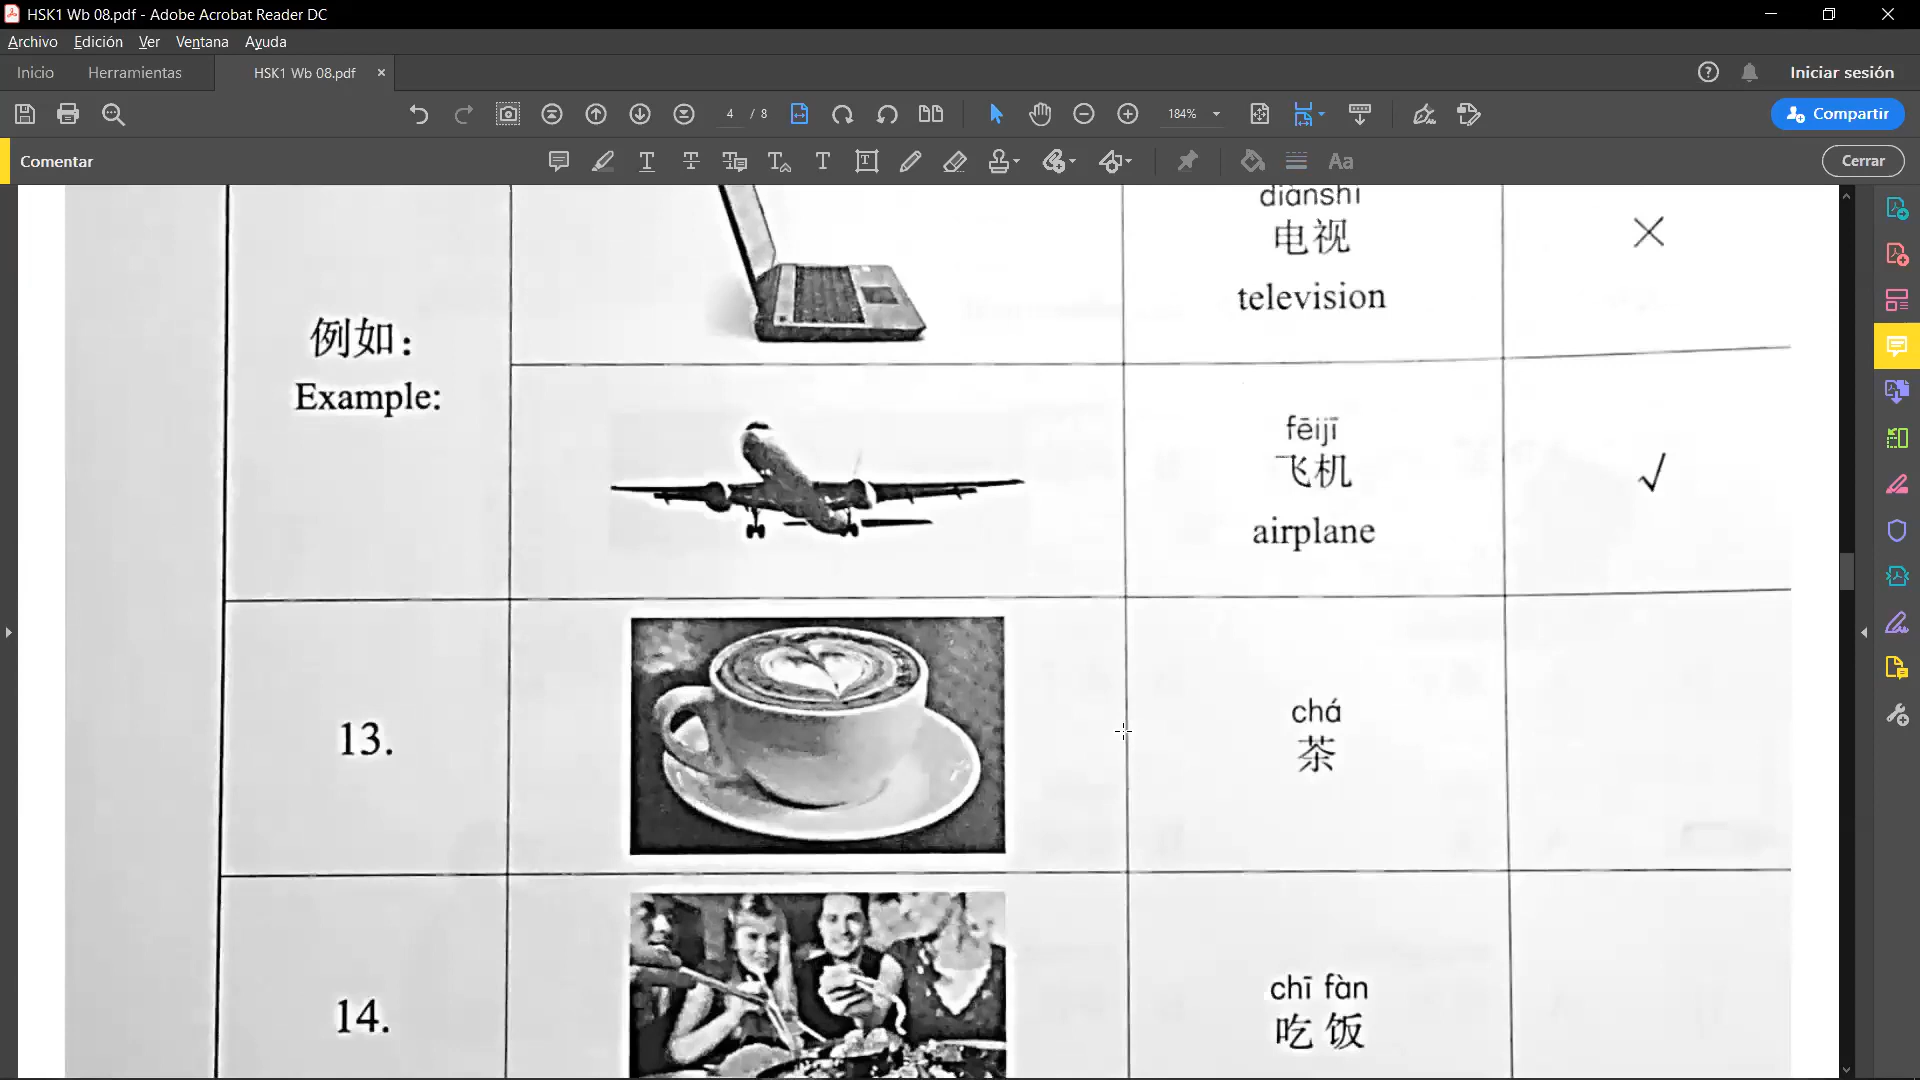 HSK1 Wb 08.pdf - Adobe Acrobat Reader DC
Archivo Edición Ver Ventana Ayuda
Inicio Herramientas HSK1 Wb 08.pdf × Iniciar sesión
4 / 8 184% Compartir
Comentar Cerrar
diànshì
电视
television
×
例如：
Example:
fēijī
飞机
airplane
√
13.
chá
茶
14.
chī fàn
吃 饭